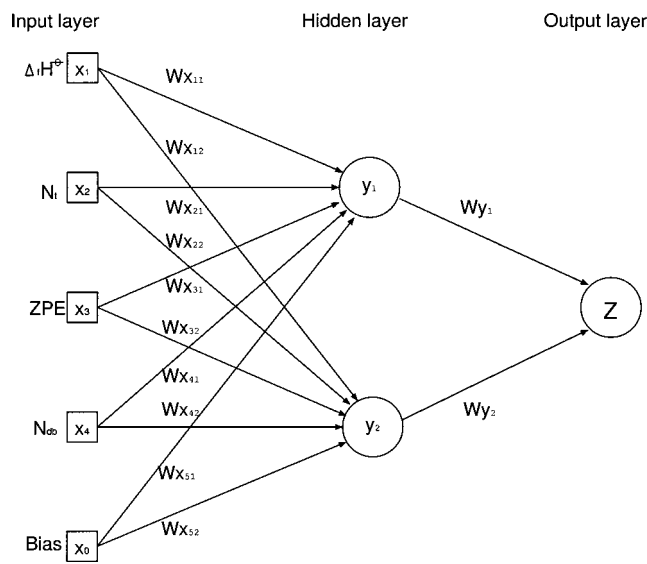 Input layer Hidden layer Output layer
ΔfH⊖ X1
Wx11
Wx12
Nt X2
y1
Wx21
Wy1
Wx22
Wx31
ZPE X3
Z
Wx32
Wx41
Wx42
Wy2
Ndb X4
y2
Wx51
Wx52
Bias X0